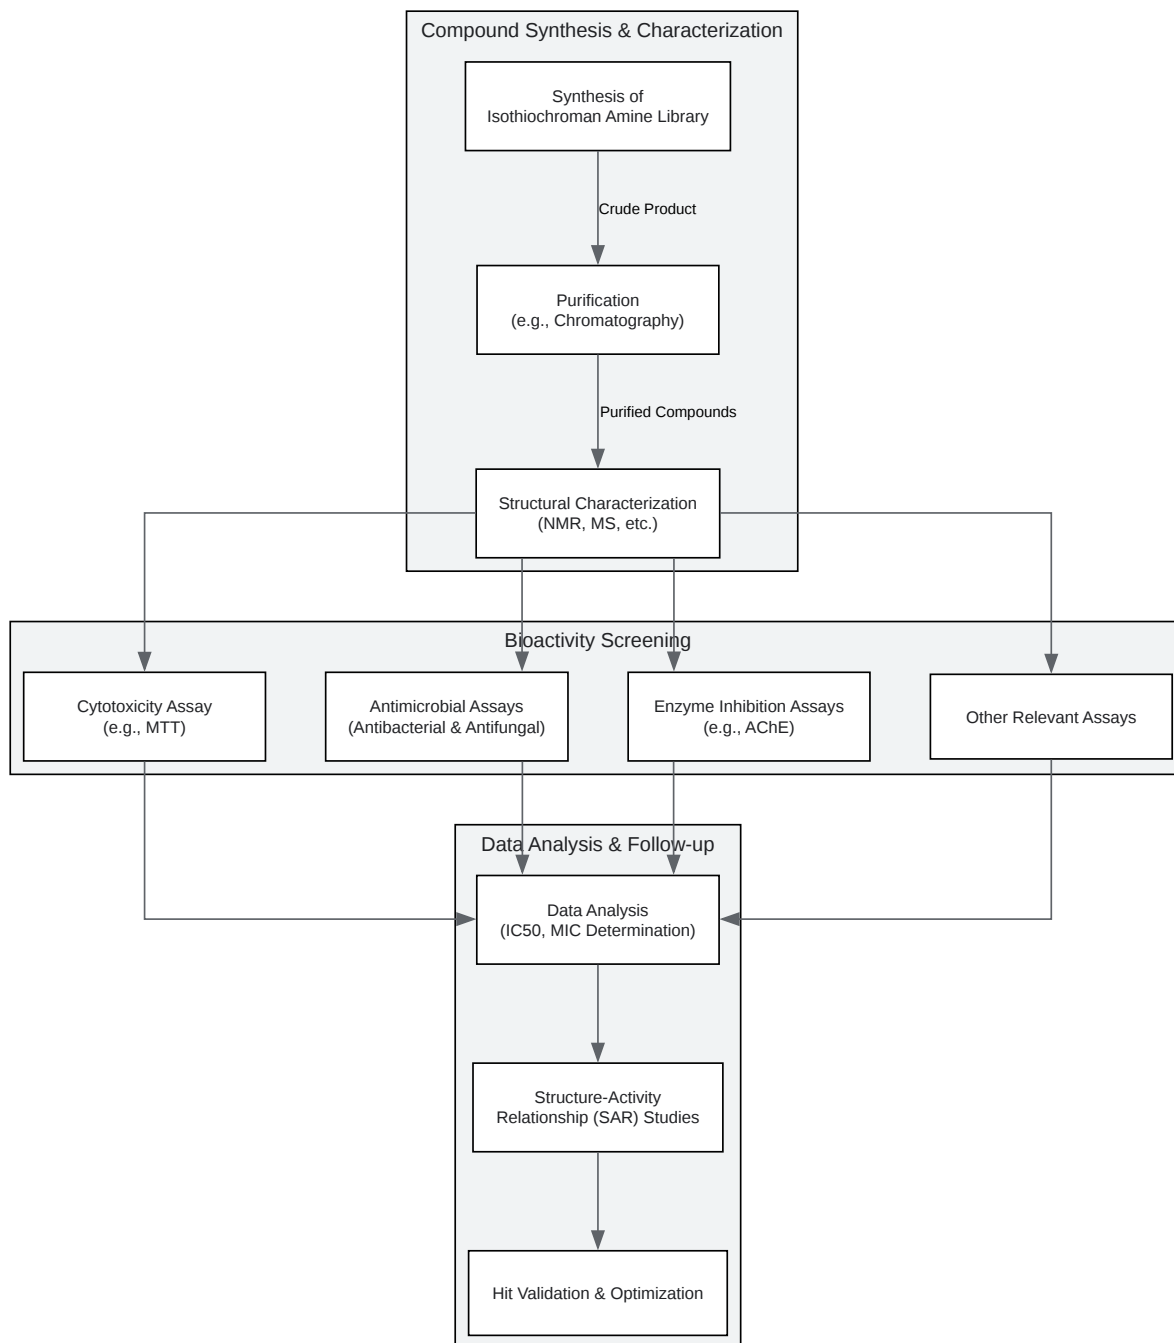 Compound Synthesis & Characterization
Synthesis of
Isothiochroman Amine Library
Crude Product
Purification
(e.g., Chromatography)
Purified Compounds
Structural Characterization
(NMR, MS, etc.)
Bioactivity Screening
Cytotoxicity Assay
(e.g., MTT)
Antimicrobial Assays
(Antibacterial & Antifungal)
Enzyme Inhibition Assays
(e.g., AChE)
Other Relevant Assays
Data Analysis & Follow-up
Data Analysis
(IC50, MIC Determination)
Structure-Activity
Relationship (SAR) Studies
Hit Validation & Optimization